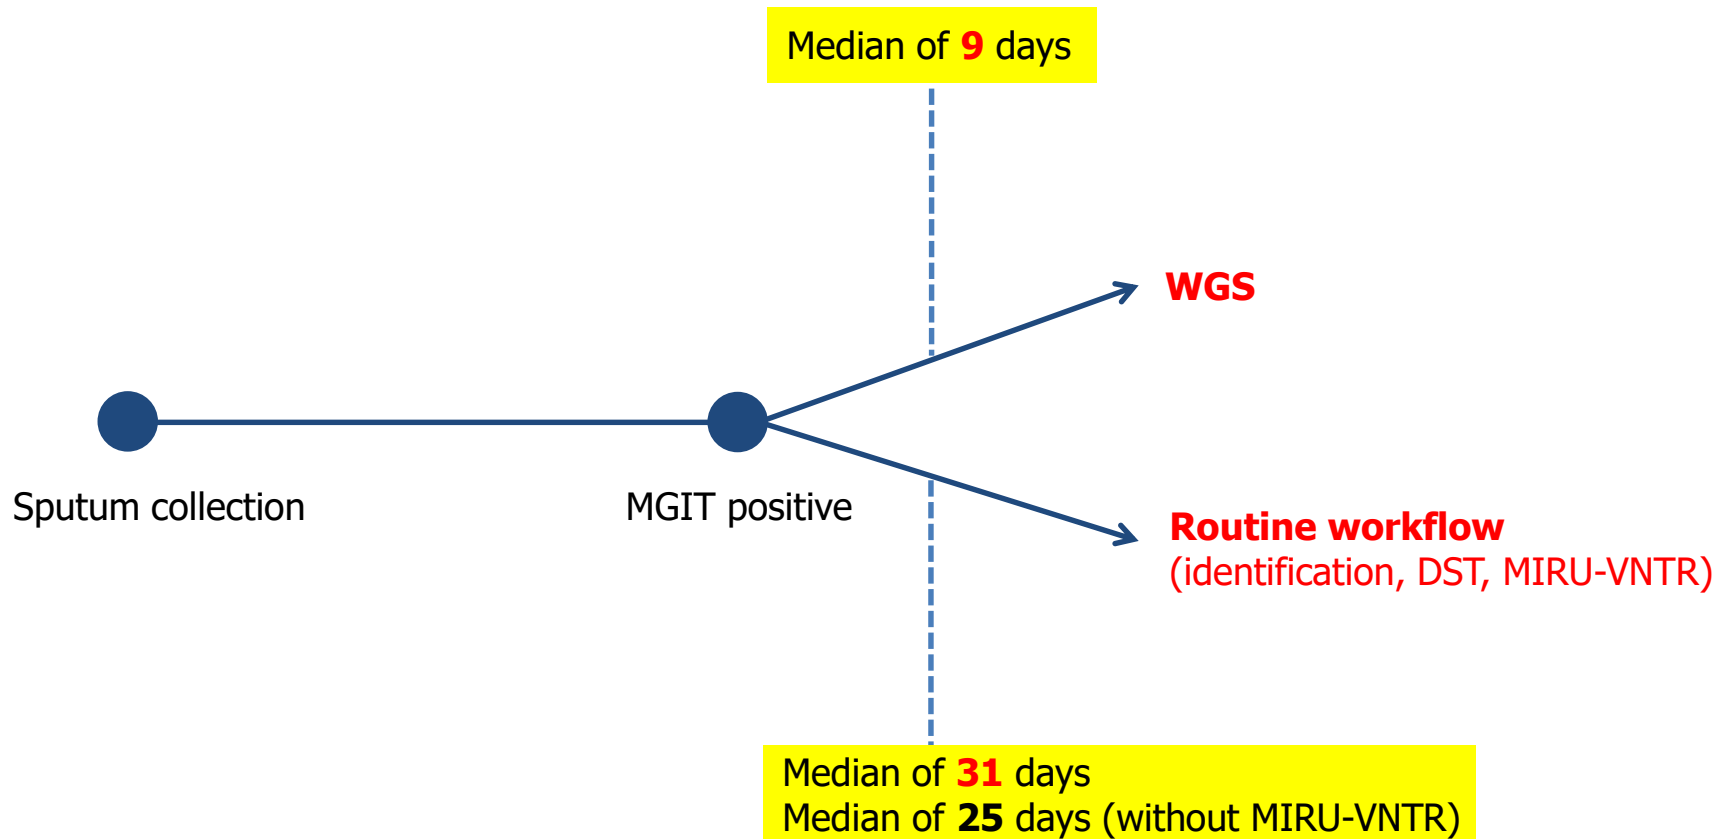 Median of 9 days
WGS
Sputum collection
MGIT positive
Routine workflow
(identification, DST, MIRU-VNTR)
Median of 31 days
Median of 25 days (without MIRU-VNTR)